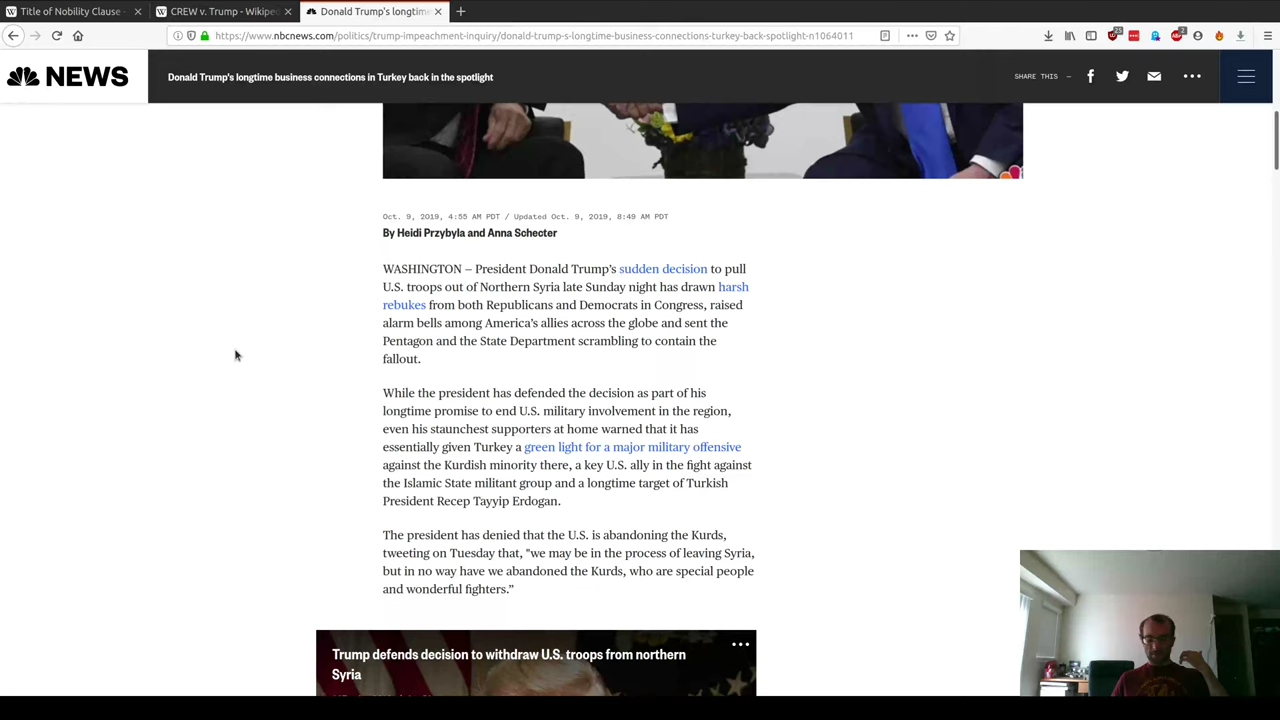 Title of Nobility Clause -
CREW v. Trump - Wikiped
Donald Trump's longtim
https://www.nbcnews.com/politics/trump-impeachment-inquiry/donald-trump-s-longtime-business-connections-turkey-back-spotlight-n1064011
NEWS
Donald Trump's longtime business connections in Turkey back in the spotlight
SHARE THIS —
Oct. 9, 2019, 4:55 AM PDT / Updated Oct. 9, 2019, 8:49 AM PDT
By Heidi Przybyla and Anna Schecter
WASHINGTON — President Donald Trump's sudden decision to pull
U.S. troops out of Northern Syria late Sunday night has drawn harsh
rebukes from both Republicans and Democrats in Congress, raised
alarm bells among America's allies across the globe and sent the
Pentagon and the State Department scrambling to contain the
fallout.
While the president has defended the decision as part of his
longtime promise to end U.S. military involvement in the region,
even his staunchest supporters at home warned that it has
essentially given Turkey a green light for a major military offensive
against the Kurdish minority there, a key U.S. ally in the fight against
the Islamic State militant group and a longtime target of Turkish
President Recep Tayyip Erdogan.
The president has denied that the U.S. is abandoning the Kurds,
tweeting on Tuesday that, "we may be in the process of leaving Syria,
but in no way have we abandoned the Kurds, who are special people
and wonderful fighters.”
Trump defends decision to withdraw U.S. troops from northern
Syria